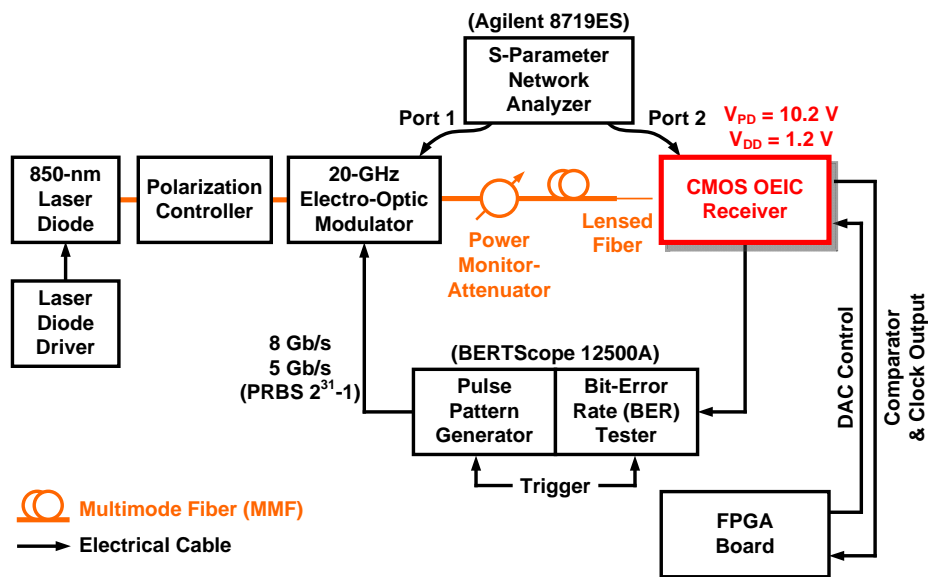 (Agilent 8719ES)
S-Parameter
Network
Analyzer
Port 1
Port 2
V_PD = 10.2 V
V_DD = 1.2 V
850-nm
Laser
Diode
Polarization
Controller
20-GHz
Electro-Optic
Modulator
CMOS OEIC
Receiver
Power
Monitor-
Attenuator
Lensed
Fiber
Laser
Diode
Driver
8 Gb/s
5 Gb/s
(PRBS 2^31-1)
(BERTScope 12500A)
Pulse
Pattern
Generator
Bit-Error
Rate (BER)
Tester
Trigger
DAC Control
Comparator
& Clock Output
Multimode Fiber (MMF)
Electrical Cable
FPGA
Board